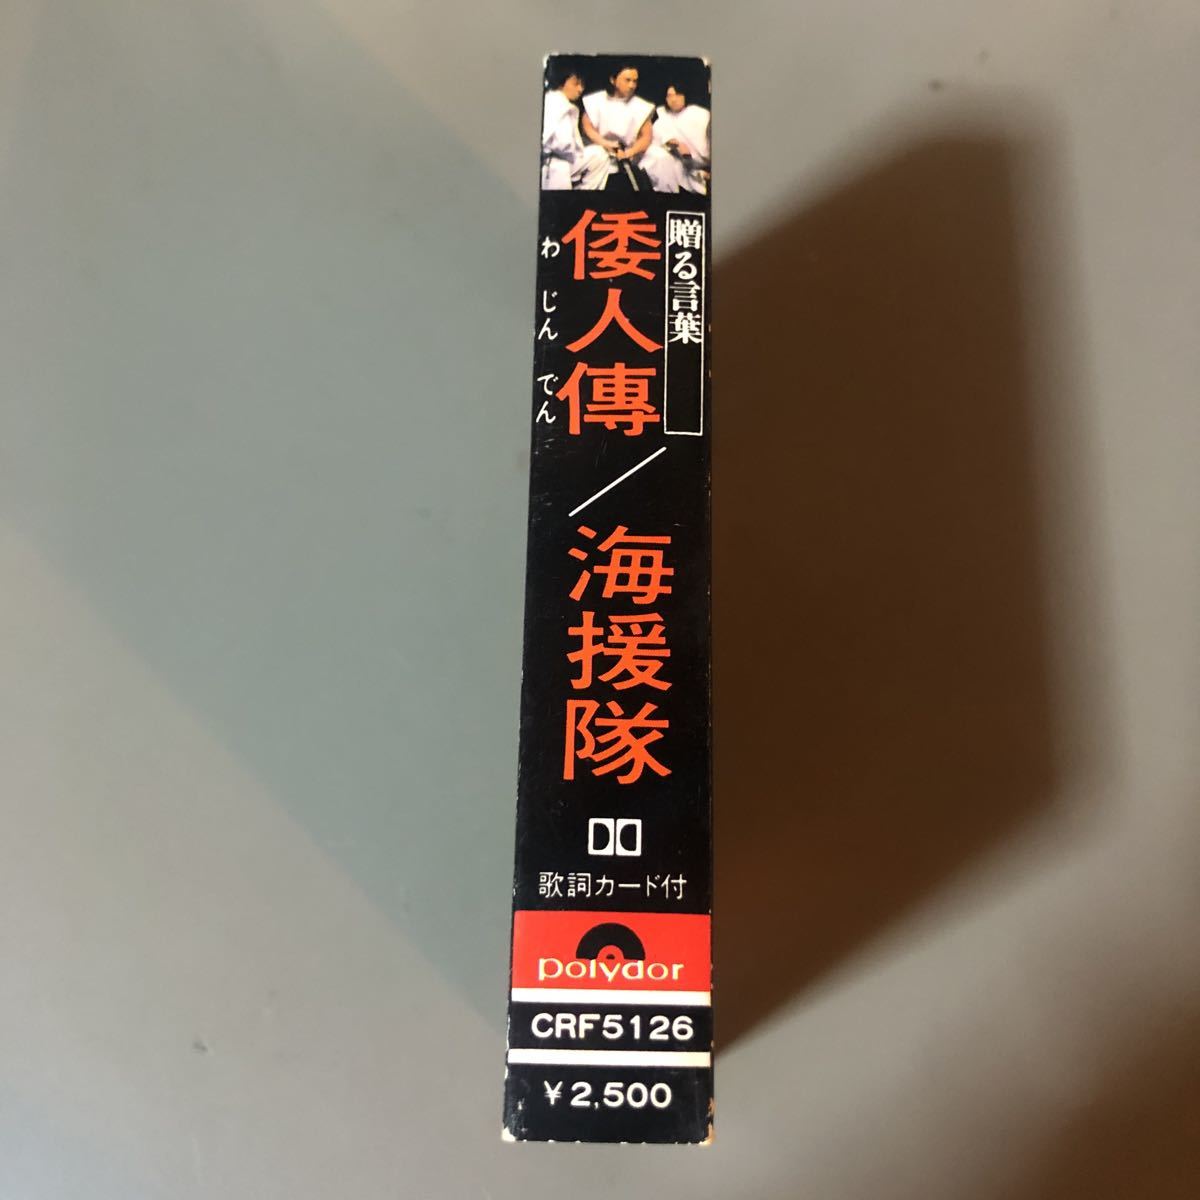 贈る言葉
倭人傳/海援隊
わじんでん
歌詞カード付
polydor
CRF5126
¥2,500